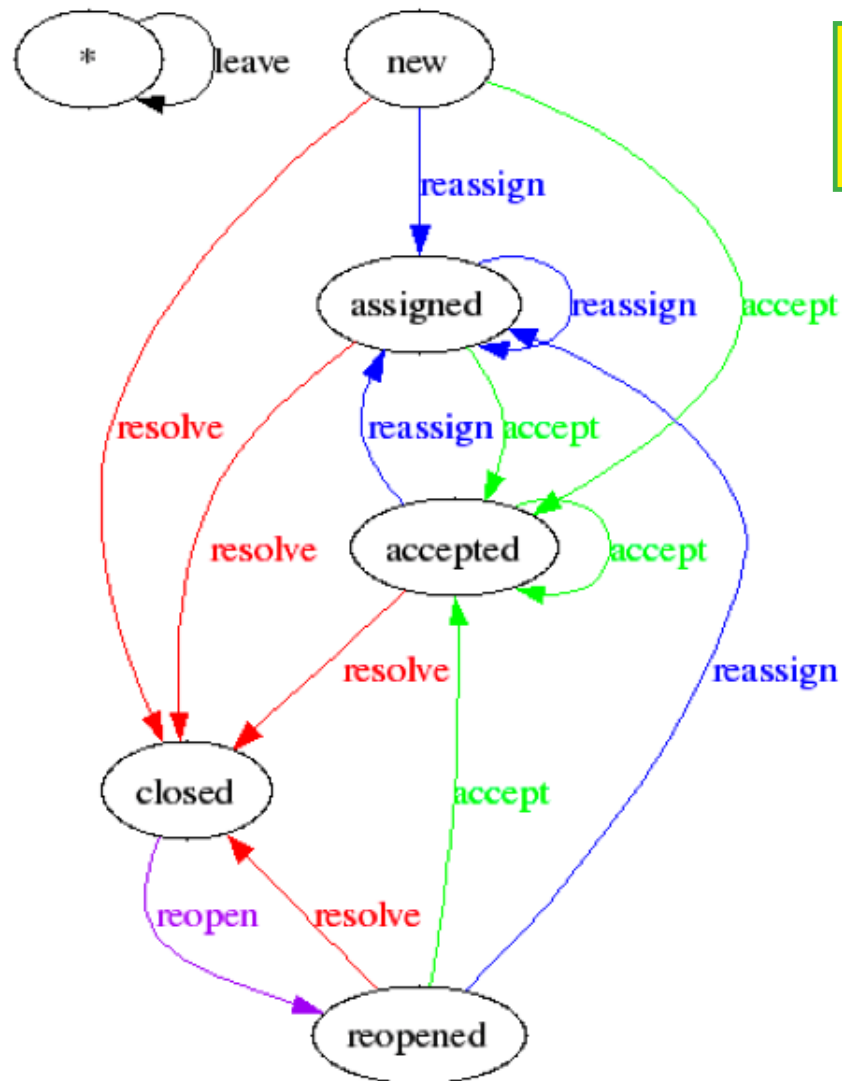 *
leave
new
reassign
assigned
reassign
accept
resolve
reassign
accept
resolve
accepted
accept
resolve
reassign
closed
accept
reopen
resolve
reopened